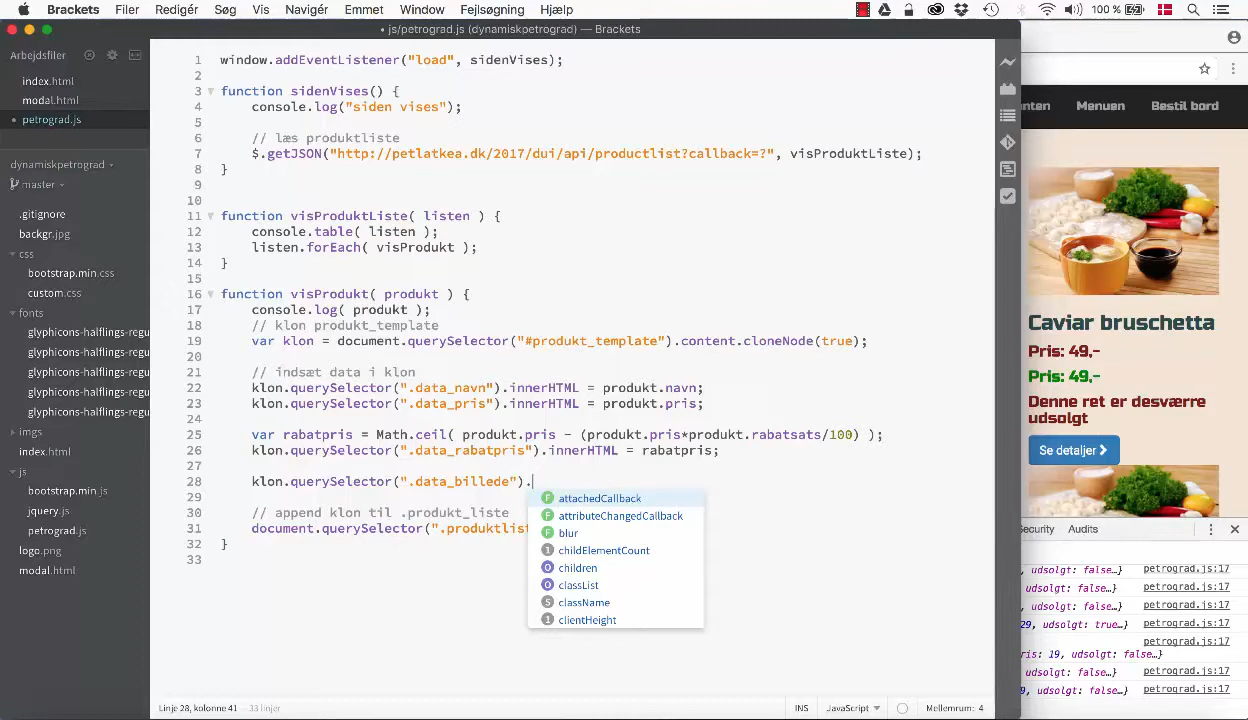 Brackets Filer Redigér Søg Vis Navigér Emmet Window Fejlsøgning Hjælp 100 %
• js/petrograd.js (dynamiskpetrograd) — Brackets
Arbejdsfiler
index.html
modal.html
• petrograd.js
dynamiskpetrograd
master
.gitignore
backgr.jpg
css
bootstrap.min.css
custom.css
fonts
glyphicons-halflings-regu
glyphicons-halflings-regu
glyphicons-halflings-regu
glyphicons-halflings-regu
glyphicons-halflings-regu
imgs
index.html
js
bootstrap.min.js
jquery.js
petrograd.js
logo.png
modal.html
1 window.addEventListener("load", sidenVises);
2
3 function sidenVises() {
4 console.log("siden vises");
5
6 // læs produktliste
7 $.getJSON("http://petlatkea.dk/2017/dui/api/productlist?callback=?", visProduktListe);
8 }
9
10
11 function visProduktListe( listen ) {
12 console.table( listen );
13 listen.forEach( visProdukt );
14 }
15
16 function visProdukt( produkt ) {
17 console.log( produkt );
18 // klon produkt_template
19 var klon = document.querySelector("#produkt_template").content.cloneNode(true);
20
21 // indsæt data i klon
22 klon.querySelector(".data_navn").innerHTML = produkt.navn;
23 klon.querySelector(".data_pris").innerHTML = produkt.pris;
24
25 var rabatpris = Math.ceil( produkt.pris - (produkt.pris*produkt.rabatsats/100) );
26 klon.querySelector(".data_rabatpris").innerHTML = rabatpris;
27
28 klon.querySelector(".data_billede").
29
30 // append klon til .produkt_liste
31 document.querySelector(".produktlist
32 }
33
attachedCallback
attributeChangedCallback
blur
childElementCount
children
classList
className
clientHeight
Linje 28, kolonne 41 — 33 linjer
INS JavaScript Mellemrum: 4
nten Menuen Bestil bord
Caviar bruschetta
Pris: 49,-
Pris: 49,-
Denne ret er desværre
udsolgt
Se detaljer
ecurity Audits
, udsolgt: false…} petrograd.js:17
udsolgt: false…} petrograd.js:17
, udsolgt: false…} petrograd.js:17
29, udsolgt: true…} petrograd.js:17
petrograd.js:17
ris: 19, udsolgt: false…}
, udsolgt: false…} petrograd.js:17
9, udsolgt: false…} petrograd.js:17